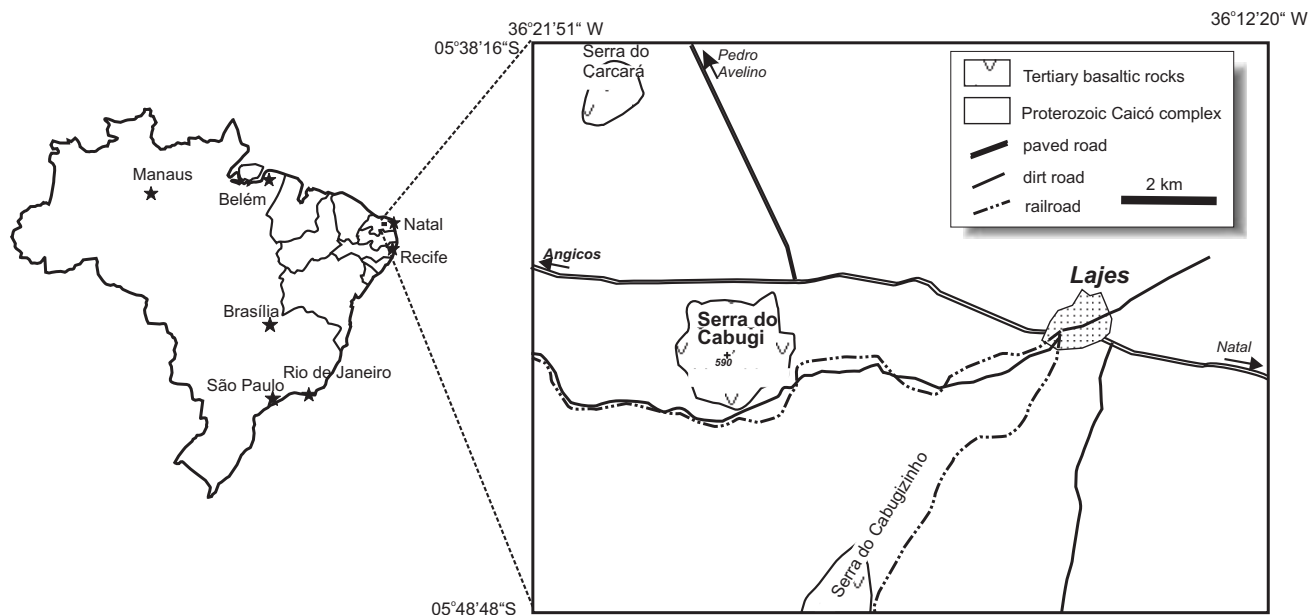 36°21'51“ W
36°12'20“ W
05°38'16“S
Serra do
Carcará
Pedro
Avelino
Tertiary basaltic rocks
Proterozoic Caicó complex
paved road
dirt road
railroad
2 km
Manaus
Belém
Natal
Recife
Brasília
São Paulo
Rio de Janeiro
Angicos
Lajes
Serra do
Cabugi
590
Natal
Serra do Cabugizinho
05°48'48“S